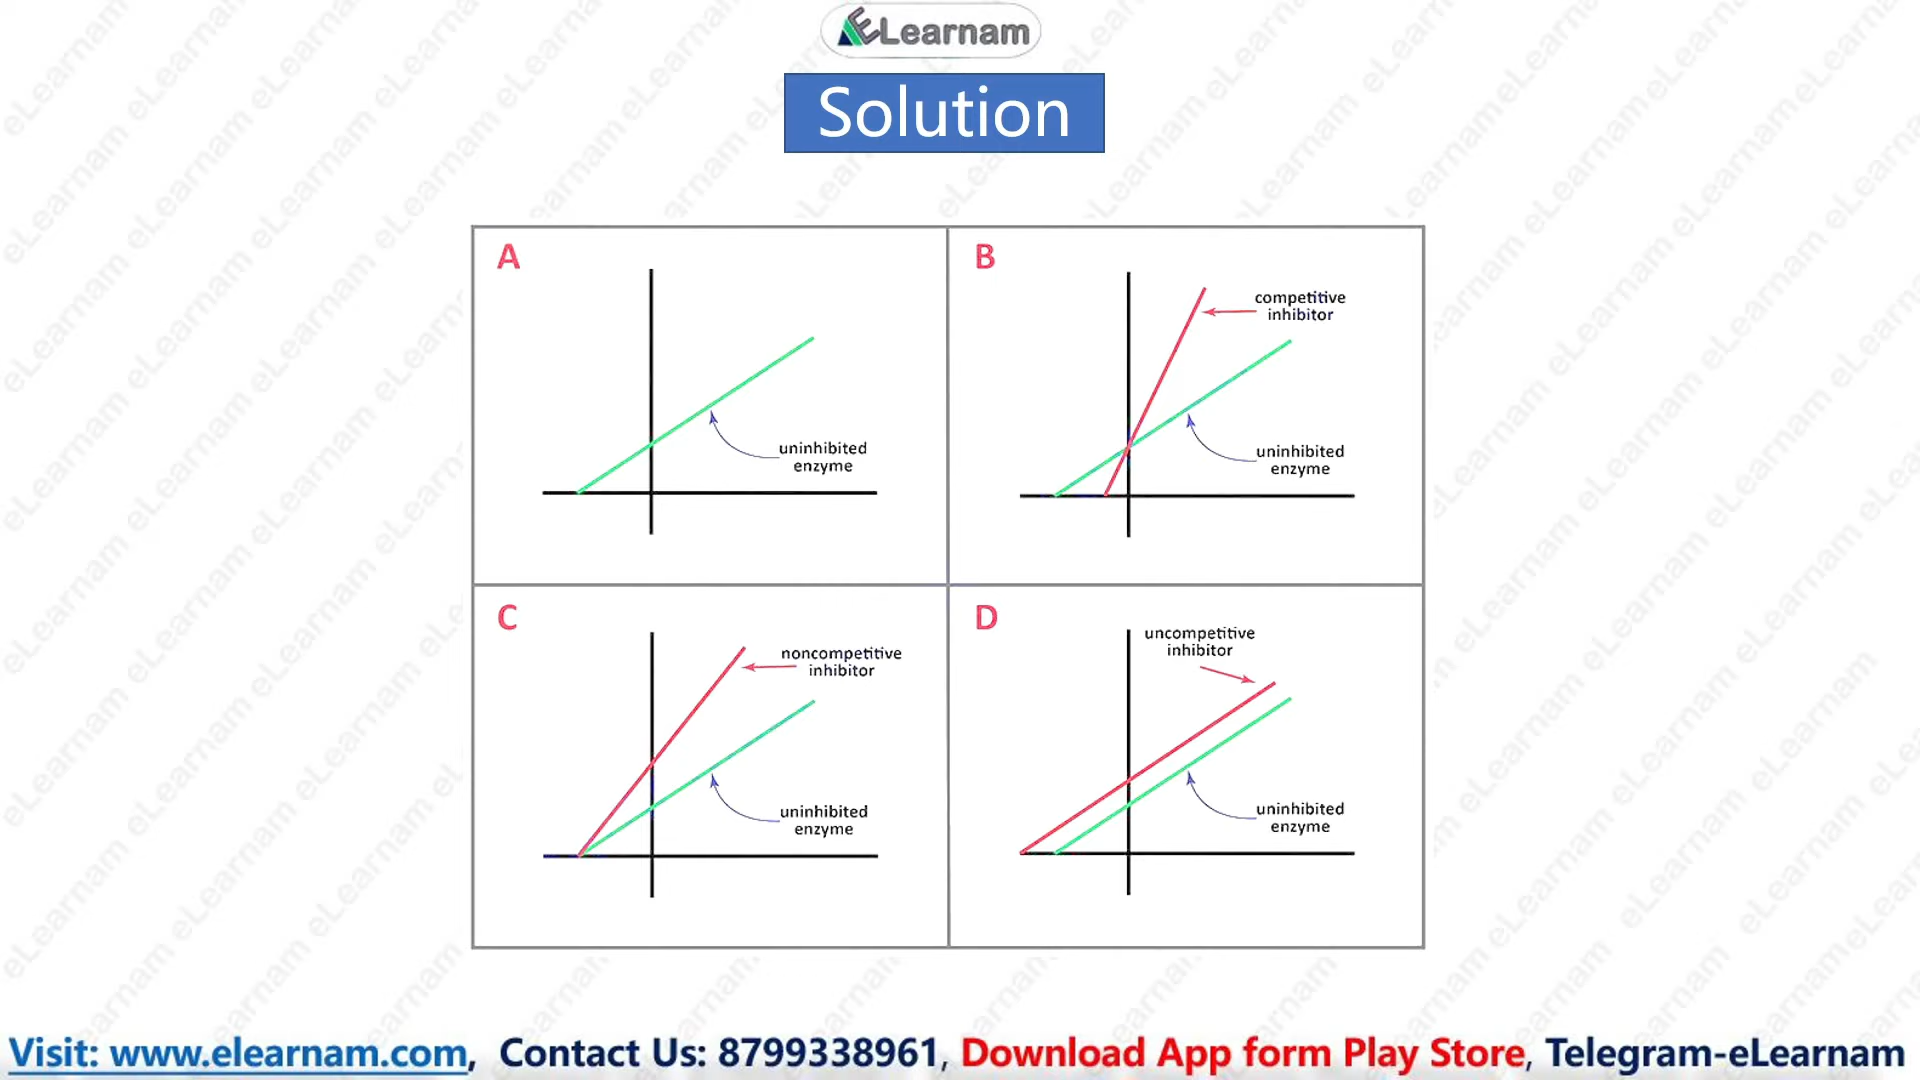 ELearnam
Solution
A
uninhibited
enzyme
B
competitive
inhibitor
uninhibited
enzyme
C
noncompetitive
inhibitor
uninhibited
enzyme
D
uncompetitive
inhibitor
uninhibited
enzyme
eLearnam
Visit: www.elearnam.com, Contact Us: 8799338961, Download App form Play Store, Telegram-eLearnam